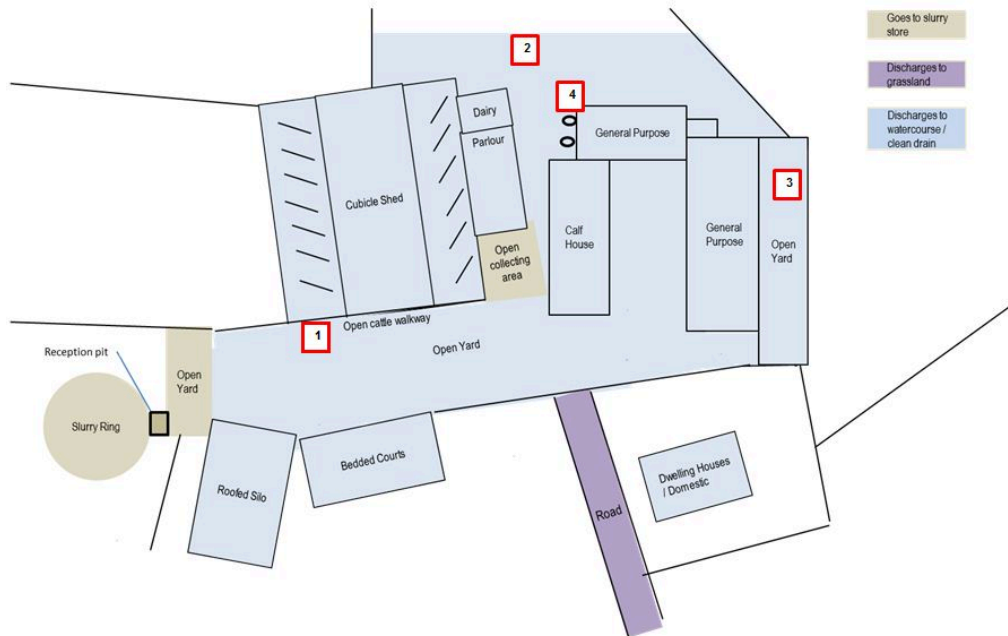 2
Goes to slurry
store
Discharges to
grassland
Discharges to
watercourse /
clean drain
4
Dairy
Parlour
General Purpose
3
Cubicle Shed
Calf
House
General
Purpose
Open
Yard
Open
collecting
area
1
Open cattle walkway
Open Yard
Reception pit
Open
Yard
Slurry Ring
Roofed Silo
Bedded Courts
Road
Dwelling Houses
/ Domestic